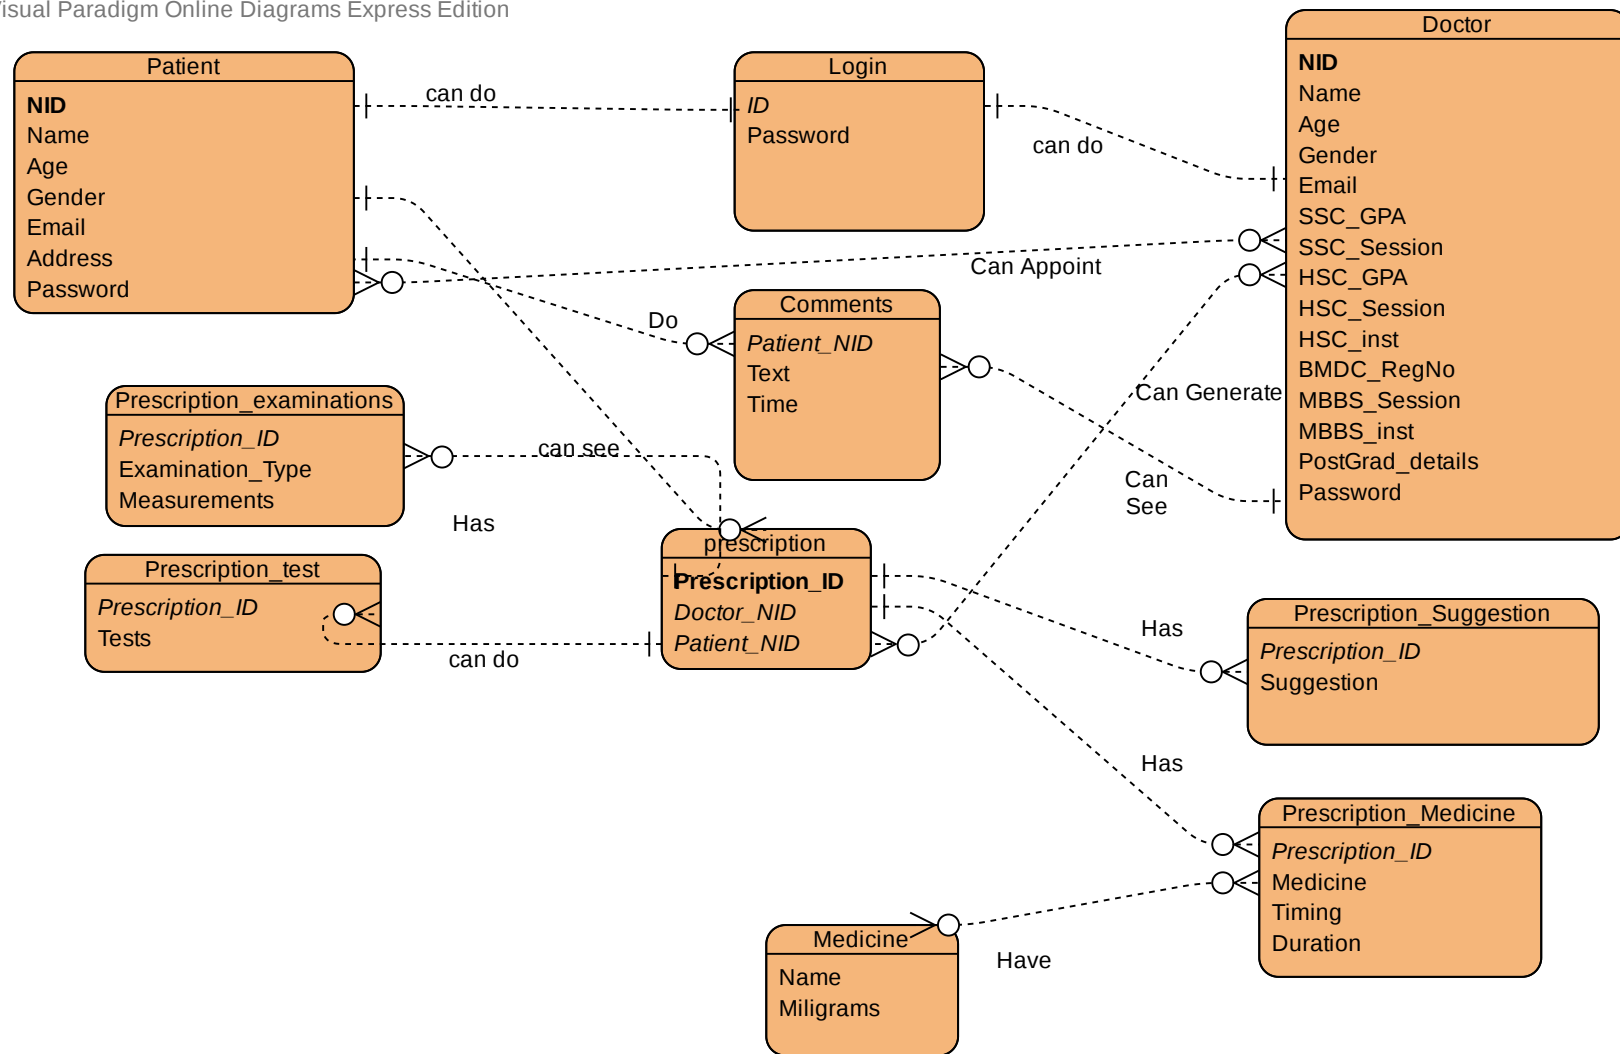 Visual Paradigm Online Diagrams Express Edition
Patient
NID
Name
Age
Gender
Email
Address
Password
can do
Login
ID
Password
can do
Doctor
NID
Name
Age
Gender
Email
SSC_GPA
SSC_Session
HSC_GPA
HSC_Session
HSC_inst
BMDC_RegNo
MBBS_Session
MBBS_inst
PostGrad_details
Password
Can Appoint
Do
Comments
Patient_NID
Text
Time
Can Generate
Can
See
Prescription_examinations
Prescription_ID
Examination_Type
Measurements
can see
Has
Prescription_test
Prescription_ID
Tests
can do
prescription
Prescription_ID
Doctor_NID
Patient_NID
Has
Prescription_Suggestion
Prescription_ID
Suggestion
Has
Prescription_Medicine
Prescription_ID
Medicine
Timing
Duration
Medicine
Name
Miligrams
Have